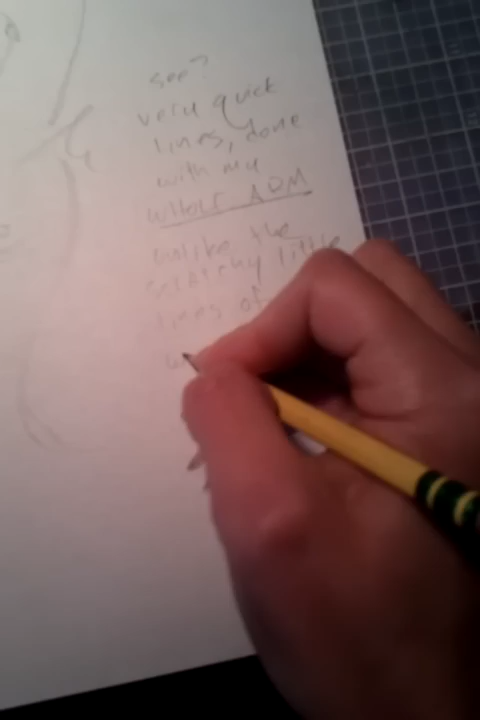 see?
very quick
lines, done
with my
whole ARM
unlike the
scratchy little
lines of